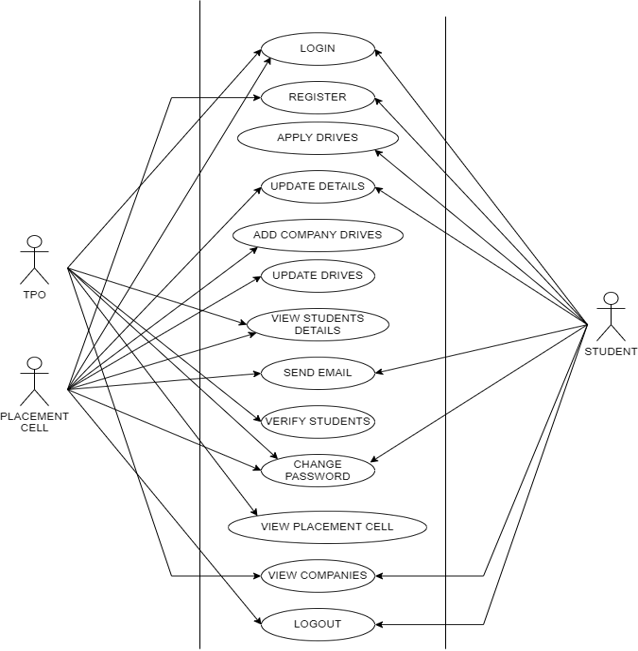 LOGIN
REGISTER
APPLY DRIVES
UPDATE DETAILS
ADD COMPANY DRIVES
UPDATE DRIVES
TPO
VIEW STUDENTS
DETAILS
STUDENT
SEND EMAIL
PLACEMENT
CELL
VERIFY STUDENTS
CHANGE
PASSWORD
VIEW PLACEMENT CELL
VIEW COMPANIES
LOGOUT